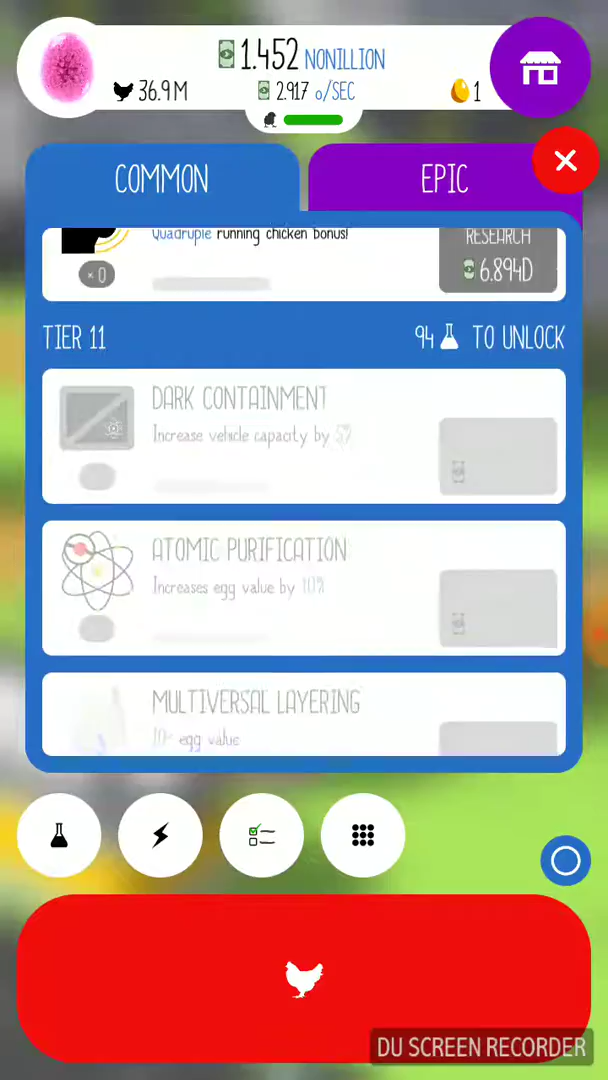 1.452 NONILLION
36.9M
2.917 o/SEC
1
COMMON
EPIC
Quadruple running chicken bonus!
RESEARCH
× 0
6.894D
TIER 11
94 TO UNLOCK
DARK CONTAINMENT
Increase vehicle capacity by 5%
ATOMIC PURIFICATION
Increases egg value by 10%
MULTIVERSAL LAYERING
egg value
DU SCREEN RECORDER